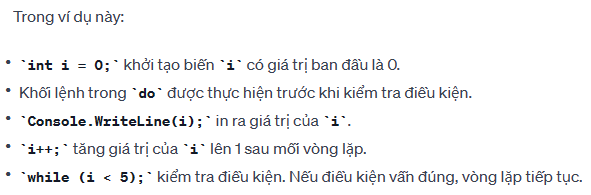 Trong ví dụ này:
• `int i = 0;` khởi tạo biến `i` có giá trị ban đầu là 0.
• Khối lệnh trong `do` được thực hiện trước khi kiểm tra điều kiện.
• `Console.WriteLine(i);` in ra giá trị của `i`.
• `i++;` tăng giá trị của `i` lên 1 sau mỗi vòng lặp.
• `while (i < 5);` kiểm tra điều kiện. Nếu điều kiện vẫn đúng, vòng lặp tiếp tục.